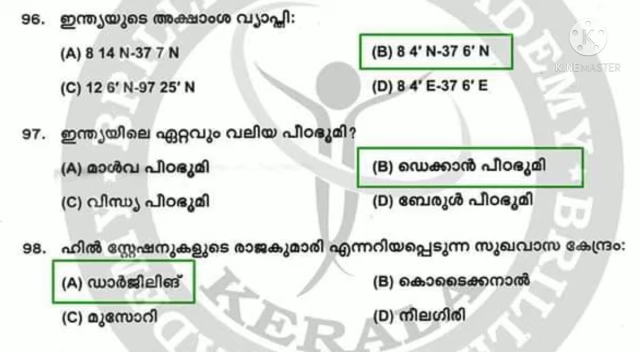 96. ഇന്ത്യയുടെ അക്ഷാംശ വ്യാപ്തി:
(A) 8 14 N-37 7 N (B) 8 4' N-37 6' N
(C) 12 6' N-97 25' N (D) 8 4' E-37 6' E
97. ഇന്ത്യയിലെ ഏറ്റവും വലിയ പീഠഭൂമി?
(A) മാൾവ പീഠഭൂമി (B) ഡെക്കാൻ പീഠഭൂമി
(C) വിന്ധ്യ പീഠഭൂമി (D) ബേരുൾ പീഠഭൂമി
98. ഹിൽ സ്റ്റേഷനുകളുടെ രാജകുമാരി എന്നറിയപ്പെടുന്ന സുഖവാസ കേന്ദ്രം:
(A) ഡാർജിലിങ് (B) കൊടൈക്കനാൽ
(C) മുസോറി (D) നീലഗിരി
KINEMASTER
KERALA